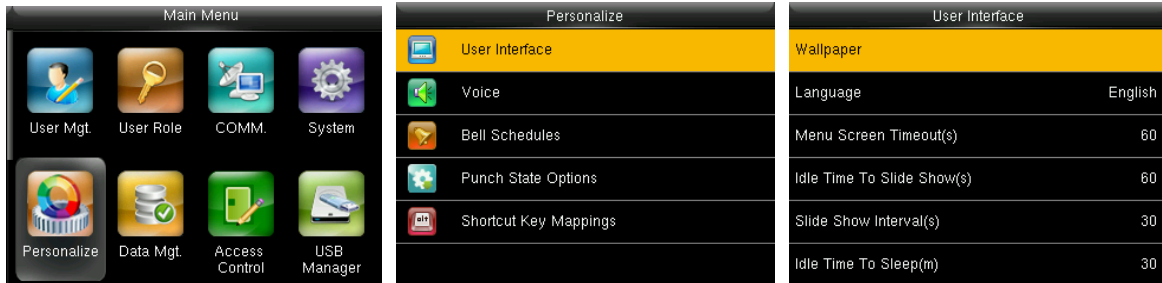 Main Menu
User Mgt.
User Role
COMM.
System
Personalize
Data Mgt.
Access
Control
USB
Manager
Personalize
User Interface
Voice
Bell Schedules
Punch State Options
alt
Shortcut Key Mappings
User Interface
Wallpaper
Language English
Menu Screen Timeout(s) 60
Idle Time To Slide Show(s) 60
Slide Show Interval(s) 30
Idle Time To Sleep(m) 30